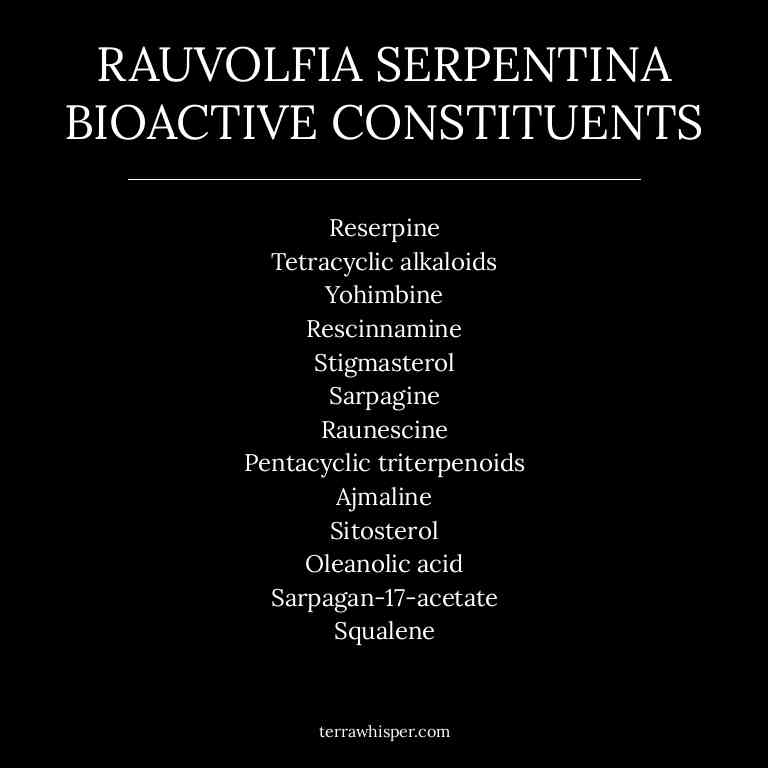 RAUVOLFIA SERPENTINA
BIOACTIVE CONSTITUENTS
Reserpine
Tetracyclic alkaloids
Yohimbine
Rescinnamine
Stigmasterol
Sarpagine
Raunescine
Pentacyclic triterpenoids
Ajmaline
Sitosterol
Oleanolic acid
Sarpagan-17-acetate
Squalene
terrawhisper.com